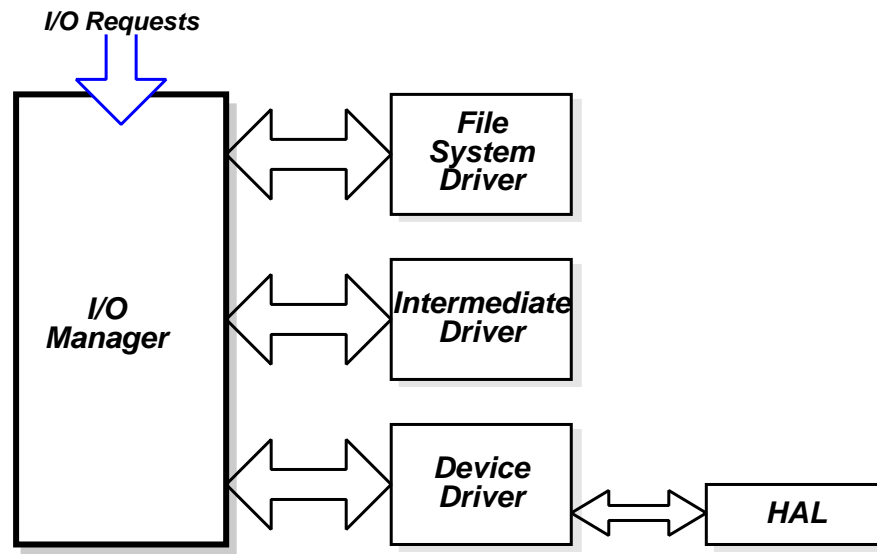 I/O Requests
File
System
Driver
I/O
Manager
Intermediate
Driver
Device
Driver
HAL